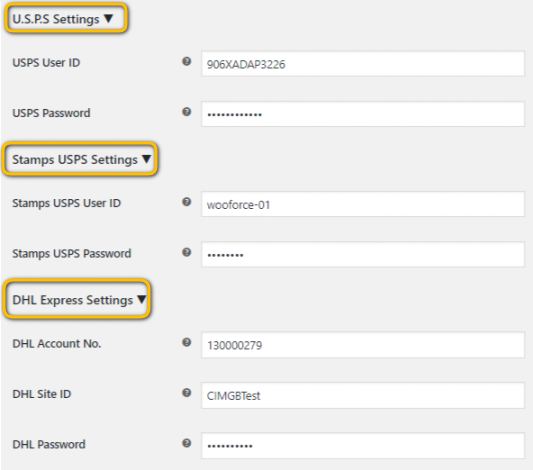 U.S.P.S Settings ▼
USPS User ID ? 906XADAP3226
USPS Password ? ••••••••••••
Stamps USPS Settings ▼
Stamps USPS User ID ? wooforce-01
Stamps USPS Password ? ••••••••
DHL Express Settings ▼
DHL Account No. ? 130000279
DHL Site ID ? CIMGBTest
DHL Password ? ••••••••••